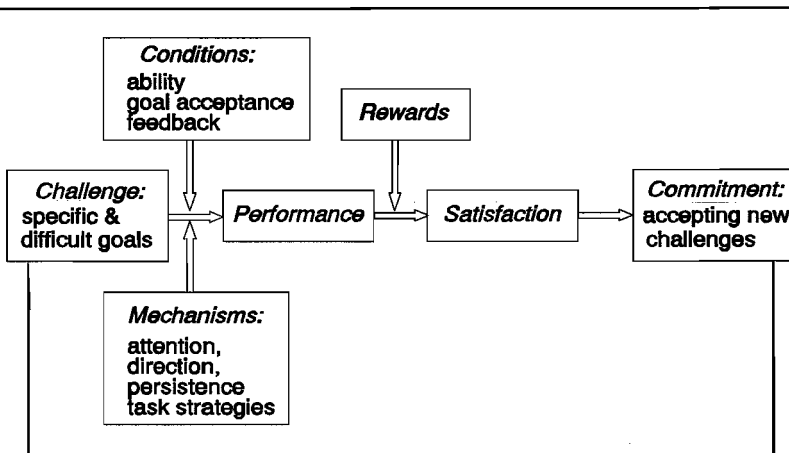 Conditions:
ability
goal acceptance
feedback
Rewards
Challenge:
specific &
difficult goals
Performance
Satisfaction
Commitment:
accepting new
challenges
Mechanisms:
attention,
direction,
persistence
task strategies